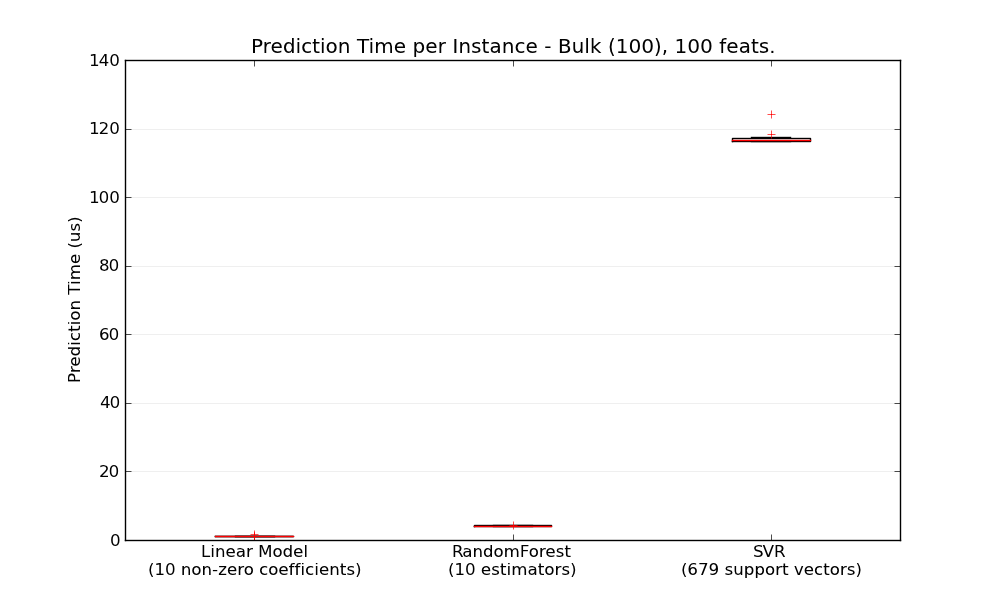 Prediction Time per Instance - Bulk (100), 100 feats.
140
120
100
80
60
40
20
0
Prediction Time (us)
Linear Model
(10 non-zero coefficients)
RandomForest
(10 estimators)
SVR
(679 support vectors)